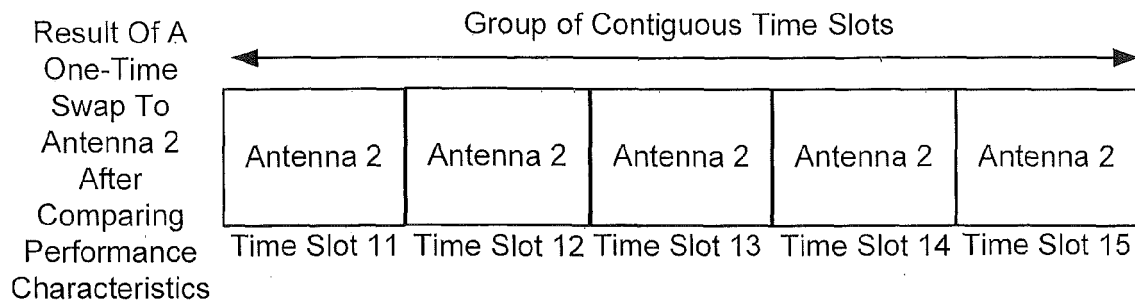 Result Of A
One-Time
Swap To
Antenna 2
After
Comparing
Performance
Characteristics
Group of Contiguous Time Slots
Antenna 2 Antenna 2 Antenna 2 Antenna 2 Antenna 2
Time Slot 11 Time Slot 12 Time Slot 13 Time Slot 14 Time Slot 15